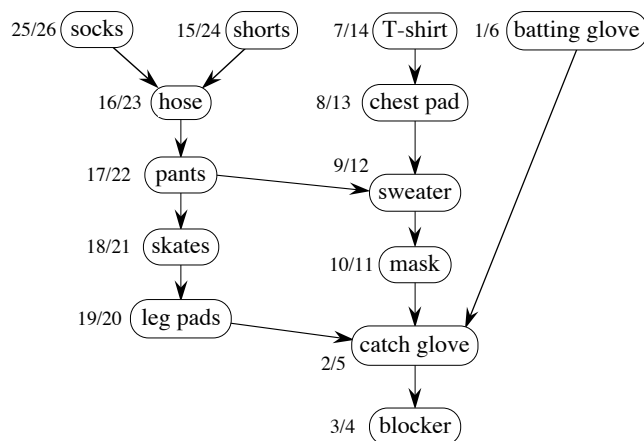 25/26 socks 15/24 shorts 7/14 T-shirt 1/6 batting glove
16/23 hose 8/13 chest pad
9/12
17/22 pants sweater
18/21 skates 10/11 mask
19/20 leg pads catch glove
2/5
3/4 blocker